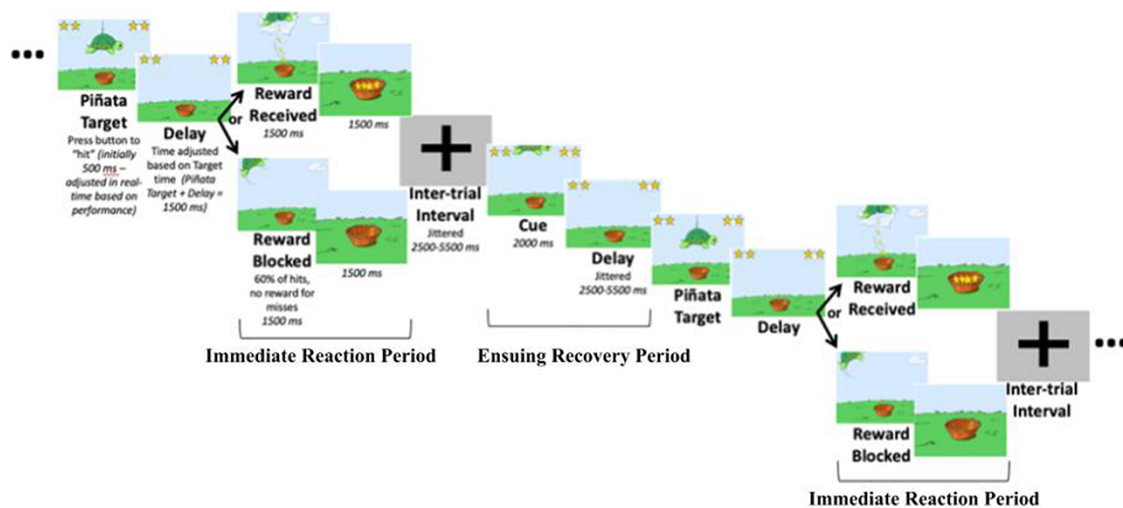 Piñata
Target
Press button to
"hit" (initially
500 ms –
adjusted in real-
time based on
performance)
Delay
Time adjusted
based on Target
time (Piñata
Target + Delay =
1500 ms)
or
Reward
Received
1500 ms
1500 ms
Reward
Blocked
60% of hits,
no reward for
misses
1500 ms
1500 ms
Immediate Reaction Period
Inter-trial
Interval
Jittered
2500-5500 ms
Cue
2000 ms
Delay
Jittered
2500-5500 ms
Ensuing Recovery Period
Piñata
Target
Delay
or
Reward
Received
Reward
Blocked
Immediate Reaction Period
Inter-trial
Interval